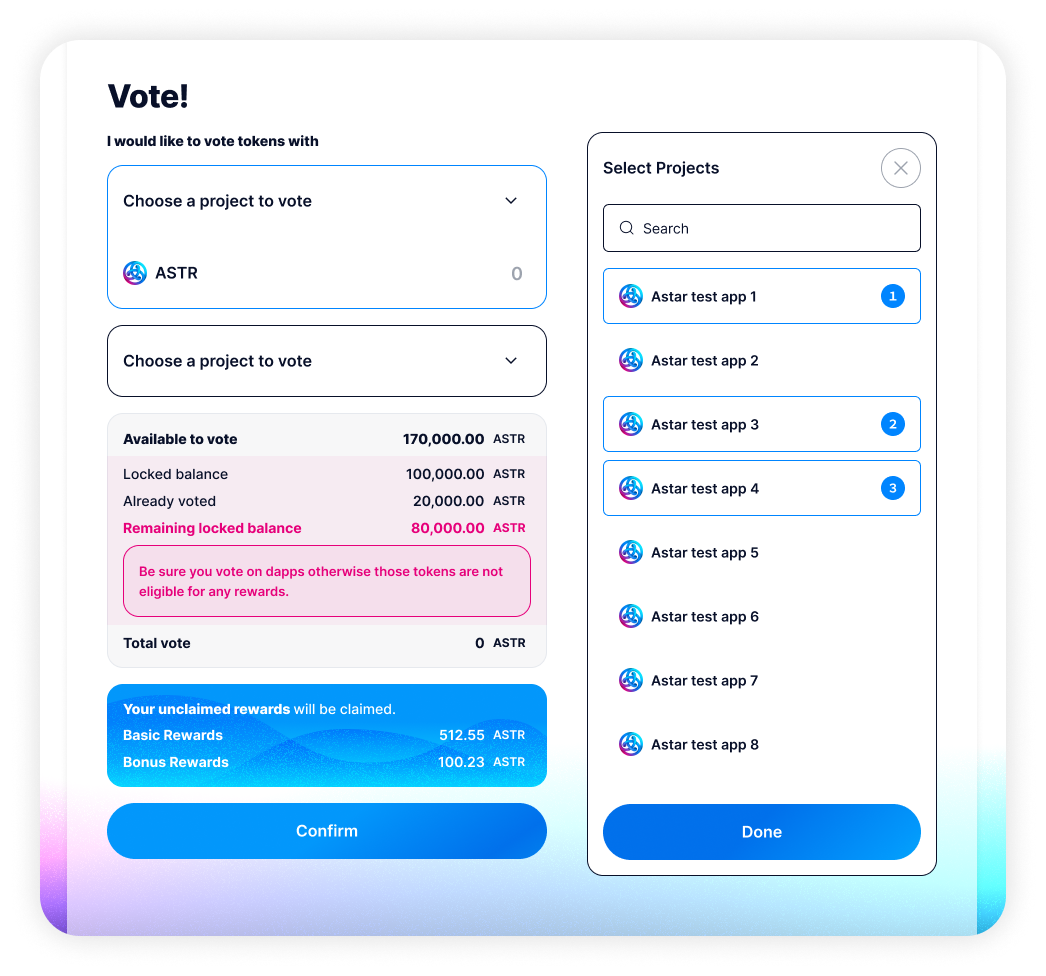 Vote!
I would like to vote tokens with
Choose a project to vote
ASTR 0
Choose a project to vote
Available to vote 170,000.00 ASTR
Locked balance 100,000.00 ASTR
Already voted 20,000.00 ASTR
Remaining locked balance 80,000.00 ASTR
Be sure you vote on dapps otherwise those tokens are not
eligible for any rewards.
Total vote 0 ASTR
Your unclaimed rewards will be claimed.
Basic Rewards 512.55 ASTR
Bonus Rewards 100.23 ASTR
Confirm
Select Projects
Search
Astar test app 1 1
Astar test app 2
Astar test app 3 2
Astar test app 4 3
Astar test app 5
Astar test app 6
Astar test app 7
Astar test app 8
Done